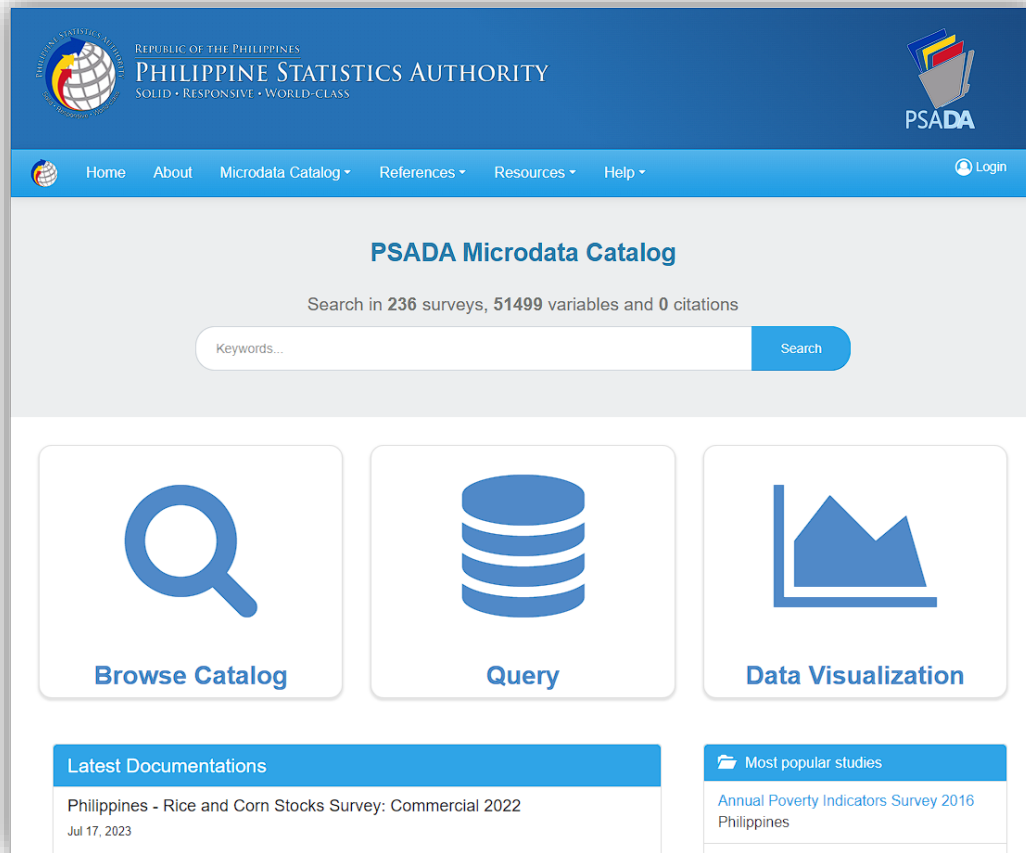 REPUBLIC OF THE PHILIPPINES
PHILIPPINE STATISTICS AUTHORITY
SOLID • RESPONSIVE • WORLD-CLASS
PSADA
Home About Microdata Catalog References Resources Help Login
PSADA Microdata Catalog
Search in 236 surveys, 51499 variables and 0 citations
Keywords... Search
Browse Catalog
Query
Data Visualization
Latest Documentations
Philippines - Rice and Corn Stocks Survey: Commercial 2022
Jul 17, 2023
Most popular studies
Annual Poverty Indicators Survey 2016
Philippines